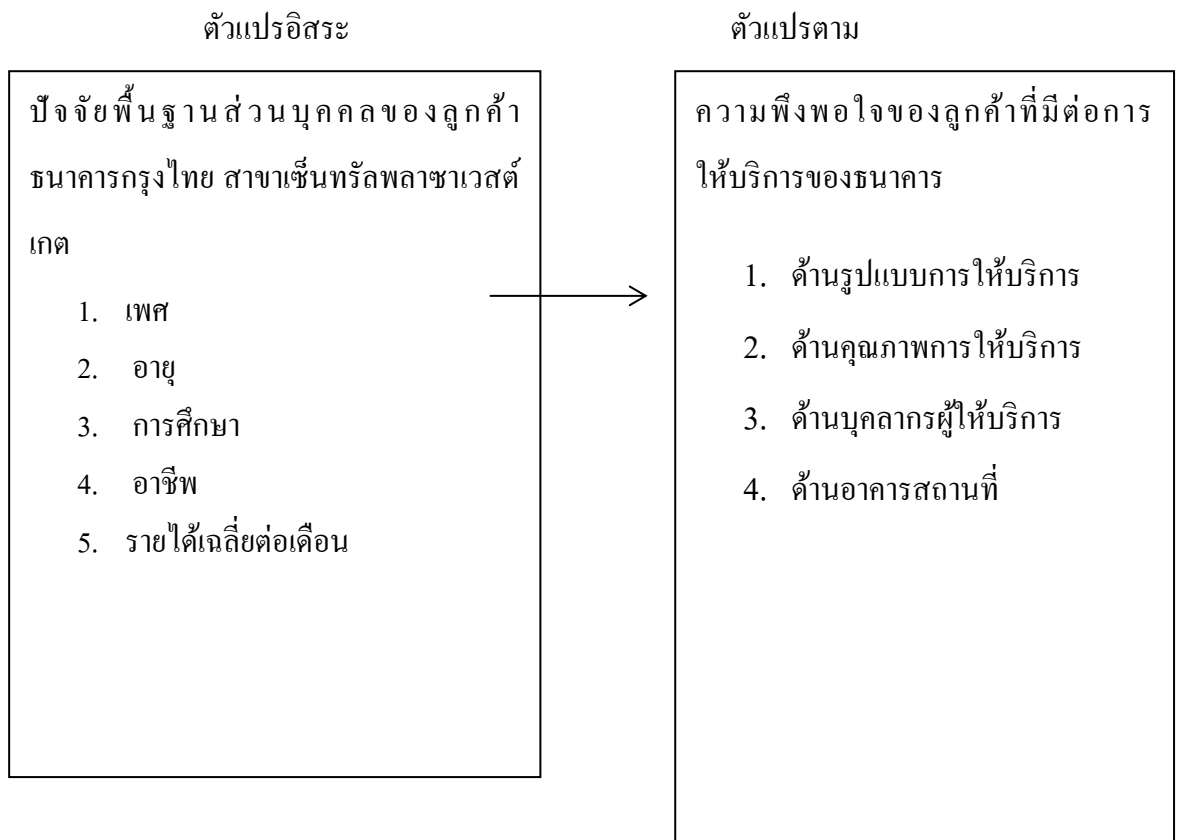 ตัวแปรอิสระ
ปัจจัยพื้นฐานส่วนบุคคลของลูกค้า
ธนาคารกรุงไทย สาขาเซ็นทรัลพลาซาเวสต์
เกต
1. เพศ
2. อายุ
3. การศึกษา
4. อาชีพ
5. รายได้เฉลี่ยต่อเดือน
ตัวแปรตาม
ความพึงพอใจของลูกค้าที่มีต่อการ
ให้บริการของธนาคาร
1. ด้านรูปแบบการให้บริการ
2. ด้านคุณภาพการให้บริการ
3. ด้านบุคลากรผู้ให้บริการ
4. ด้านอาคารสถานที่